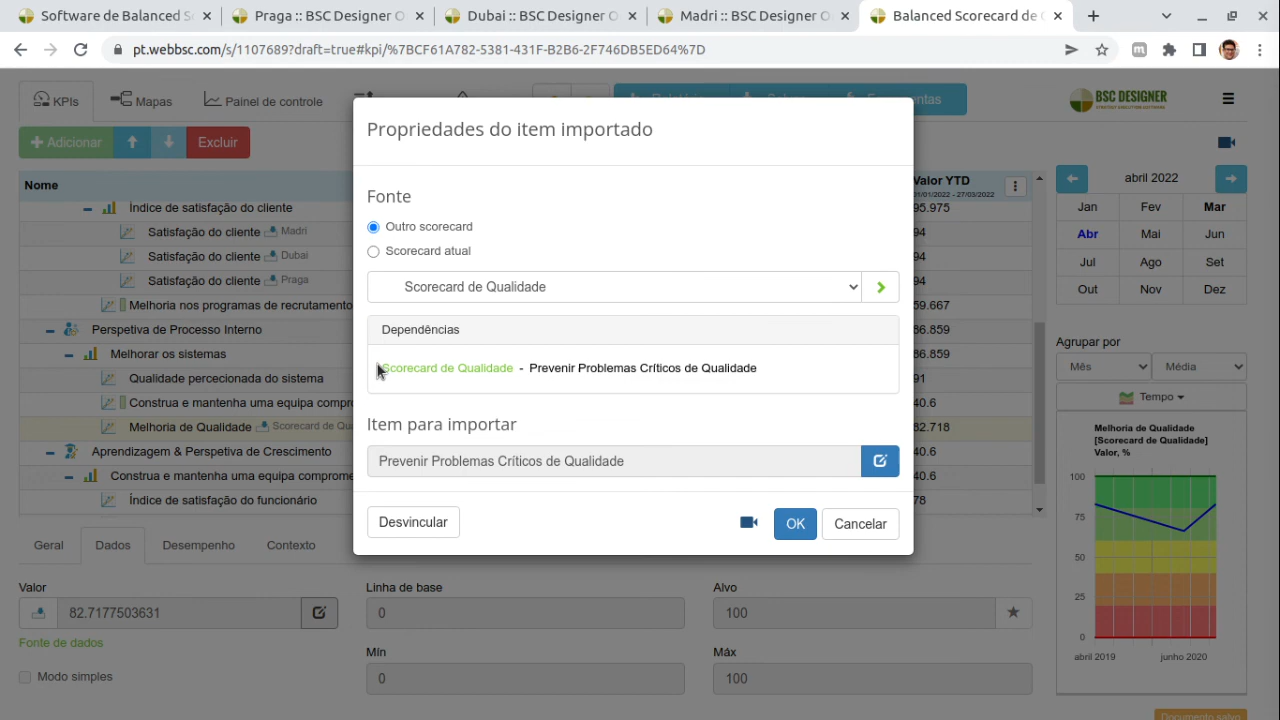 Software de Balanced S
Praga :: BSC Designer O
Dubai :: BSC Designer O
Madri :: BSC Designer O
Balanced Scorecard de
pt.webbsc.com/s/1107689?draft=true#kpi/%7BCF61A782-5381-431F-B2B6-2F746DB5ED64%7D
KPIs
Mapas
Painel de controle
BSC DESIGNER
Adicionar
Excluir
Nome
Valor YTD
Índice de satisfação do cliente
95.975
Satisfação do cliente Madri
94
Satisfação do cliente Dubai
94
Satisfação do cliente Praga
94
Melhoria nos programas de recrutamento
59.667
Perspetiva de Processo Interno
86.859
Melhorar os sistemas
86.859
Qualidade percecionada do sistema
91
Construa e mantenha uma equipa compr
40.6
Melhoria de Qualidade Scorecard de Qu
82.718
Aprendizagem & Perspetiva de Crescimento
40.6
Construa e mantenha uma equipa comprome
40.6
Índice de satisfação do funcionário
78
Propriedades do item importado
Fonte
Outro scorecard
Scorecard atual
Scorecard de Qualidade
Dependências
Scorecard de Qualidade - Prevenir Problemas Críticos de Qualidade
Item para importar
Prevenir Problemas Críticos de Qualidade
Desvincular
OK
Cancelar
Geral
Dados
Desempenho
Contexto
Valor
82.7177503631
Fonte de dados
Modo simples
Linha de base
0
Alvo
100
Mín
0
Máx
100
abril 2022
Jan Fev Mar
Abr Mai Jun
Jul Ago Set
Out Nov Dez
Agrupar por
Mês
Média
Tempo
Melhoria de Qualidade
[Scorecard de Qualidade]
Valor, %
100
75
50
25
0
abril 2019 junho 2020
Documento salvo